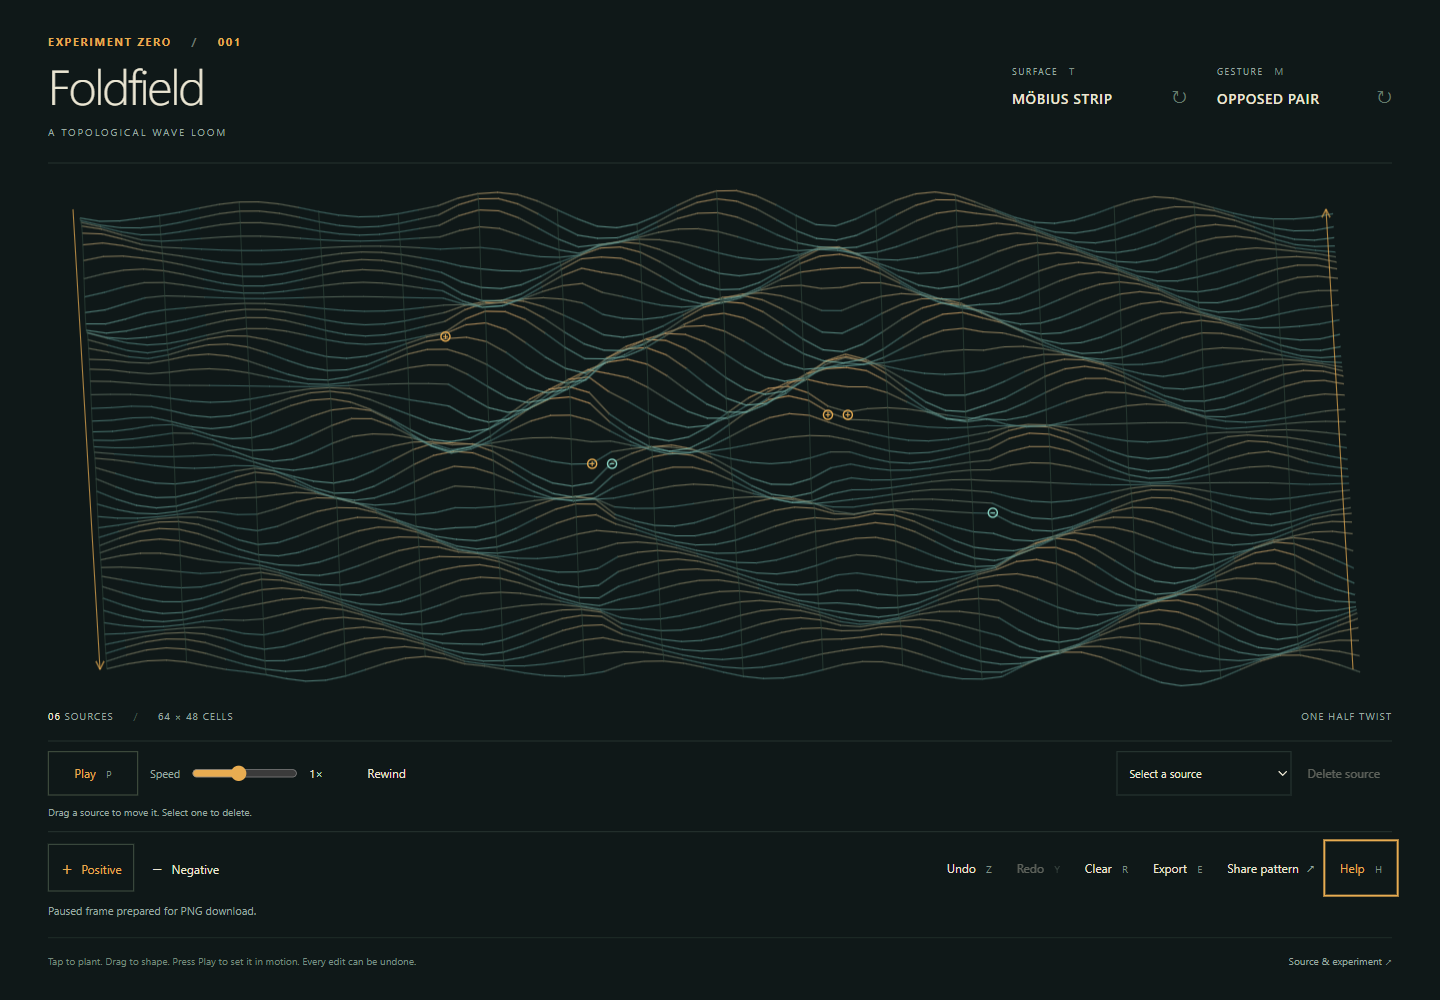 EXPERIMENT ZERO / 001
Foldfield
A TOPOLOGICAL WAVE LOOM
SURFACE T
MÖBIUS STRIP ↻
GESTURE M
OPPOSED PAIR ↻
06 SOURCES / 64 × 48 CELLS
ONE HALF TWIST
Play P
Speed 1×
Rewind
Select a source
Delete source
Drag a source to move it. Select one to delete.
+ Positive
− Negative
Undo Z
Redo Y
Clear R
Export E
Share pattern ↗
Help H
Paused frame prepared for PNG download.
Tap to plant. Drag to shape. Press Play to set it in motion. Every edit can be undone.
Source & experiment ↗